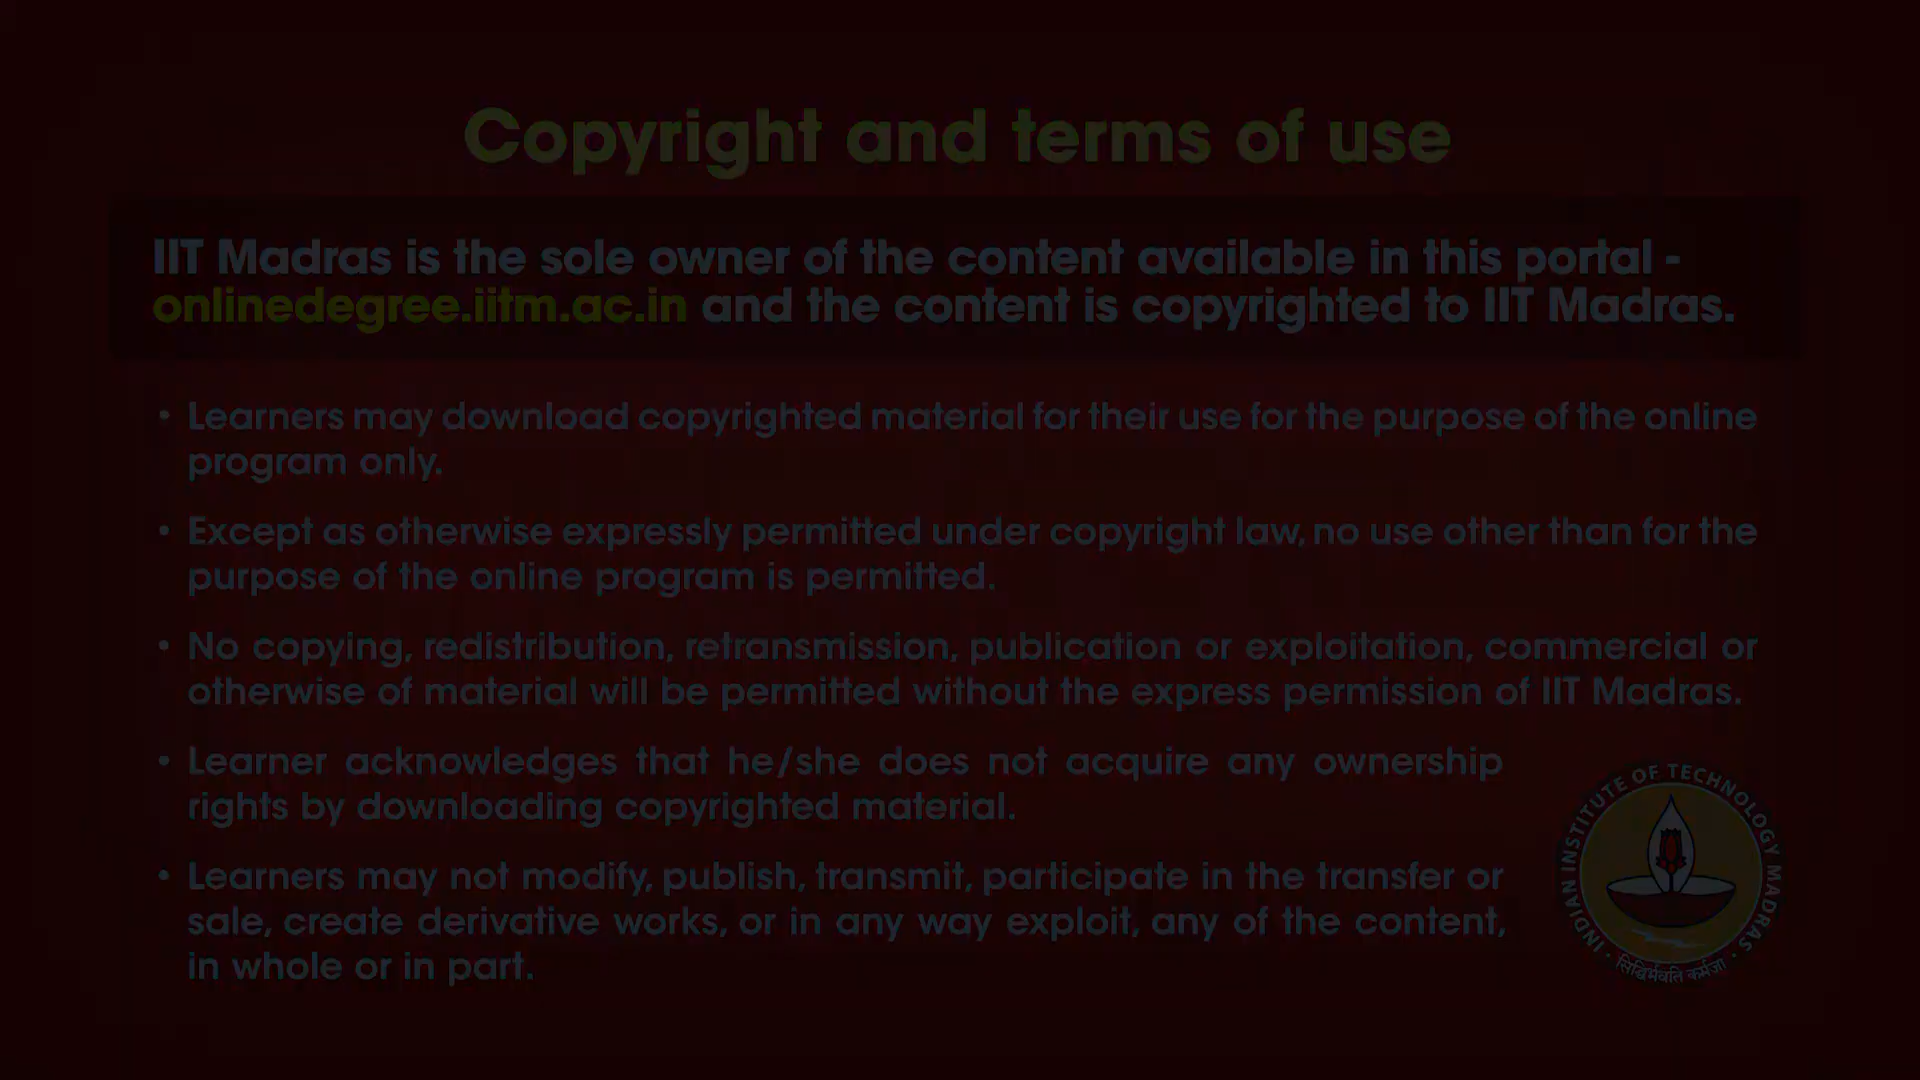 Copyright and terms of use
IIT Madras is the sole owner of the content available in this portal -
onlinedegree.iitm.ac.in and the content is copyrighted to IIT Madras.
• Learners may download copyrighted material for their use for the purpose of the online
program only.
• Except as otherwise expressly permitted under copyright law, no use other than for the
purpose of the online program is permitted.
• No copying, redistribution, retransmission, publication or exploitation, commercial or
otherwise of material will be permitted without the express permission of IIT Madras.
• Learner acknowledges that he/she does not acquire any ownership
rights by downloading copyrighted material.
• Learners may not modify, publish, transmit, participate in the transfer or
sale, create derivative works, or in any way exploit, any of the content,
in whole or in part.
INDIAN INSTITUTE OF TECHNOLOGY MADRAS
सिद्धिर्भवति कर्मजा